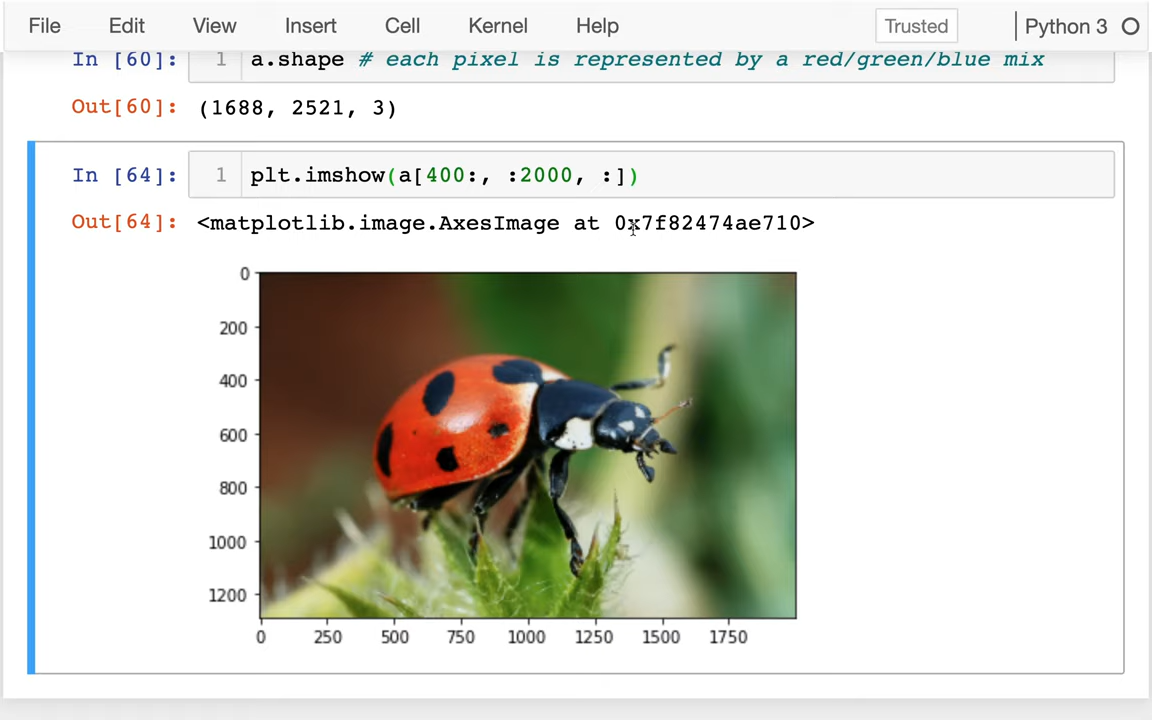 File Edit View Insert Cell Kernel Help Trusted Python 3
In [60]: 1 a.shape # each pixel is represented by a red/green/blue mix
Out[60]: (1688, 2521, 3)
In [64]: 1 plt.imshow(a[400:, :2000, :])
Out[64]: <matplotlib.image.AxesImage at 0x7f82474ae710>
0
200
400
600
800
1000
1200
0 250 500 750 1000 1250 1500 1750